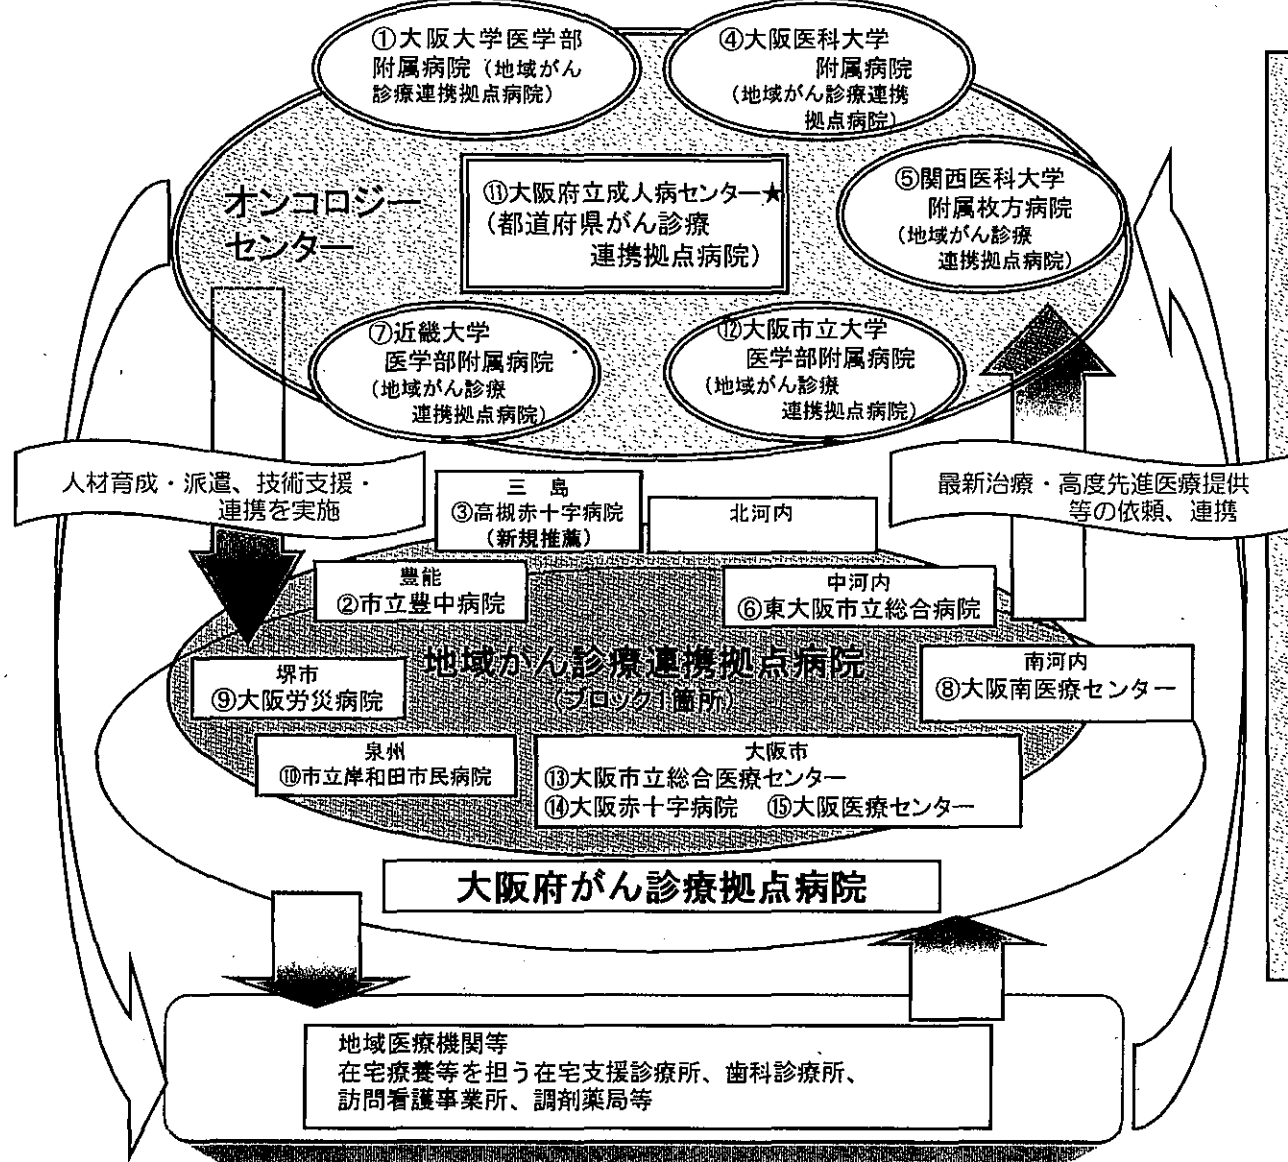 ①大阪大学医学部
附属病院（地域がん
診療連携拠点病院）
④大阪医科大学
附属病院
（地域がん診療連携
拠点病院）
オンコロジー
センター
⑪大阪府立成人病センター★
（都道府県がん診療
連携拠点病院）
⑤関西医科大学
附属枚方病院
（地域がん診療
連携拠点病院）
⑦近畿大学
医学部附属病院
（地域がん診療
連携拠点病院）
⑫大阪市立大学
医学部附属病院
（地域がん診療
連携拠点病院）
人材育成・派遣、技術支援・
連携を実施
最新治療・高度先進医療提供
等の依頼、連携
三　島
③高槻赤十字病院
（新規推薦）
北河内
豊能
②市立豊中病院
中河内
⑥東大阪市立総合病院
地域がん診療連携拠点病院
（ブロック1箇所）
堺市
⑨大阪労災病院
南河内
⑧大阪南医療センター
泉州
⑩市立岸和田市民病院
大阪市
⑬大阪市立総合医療センター
⑭大阪赤十字病院　⑮大阪医療センター
大阪府がん診療拠点病院
地域医療機関等
在宅療養等を担う在宅支援診療所、歯科診療所、
訪問看護事業所、調剤薬局等